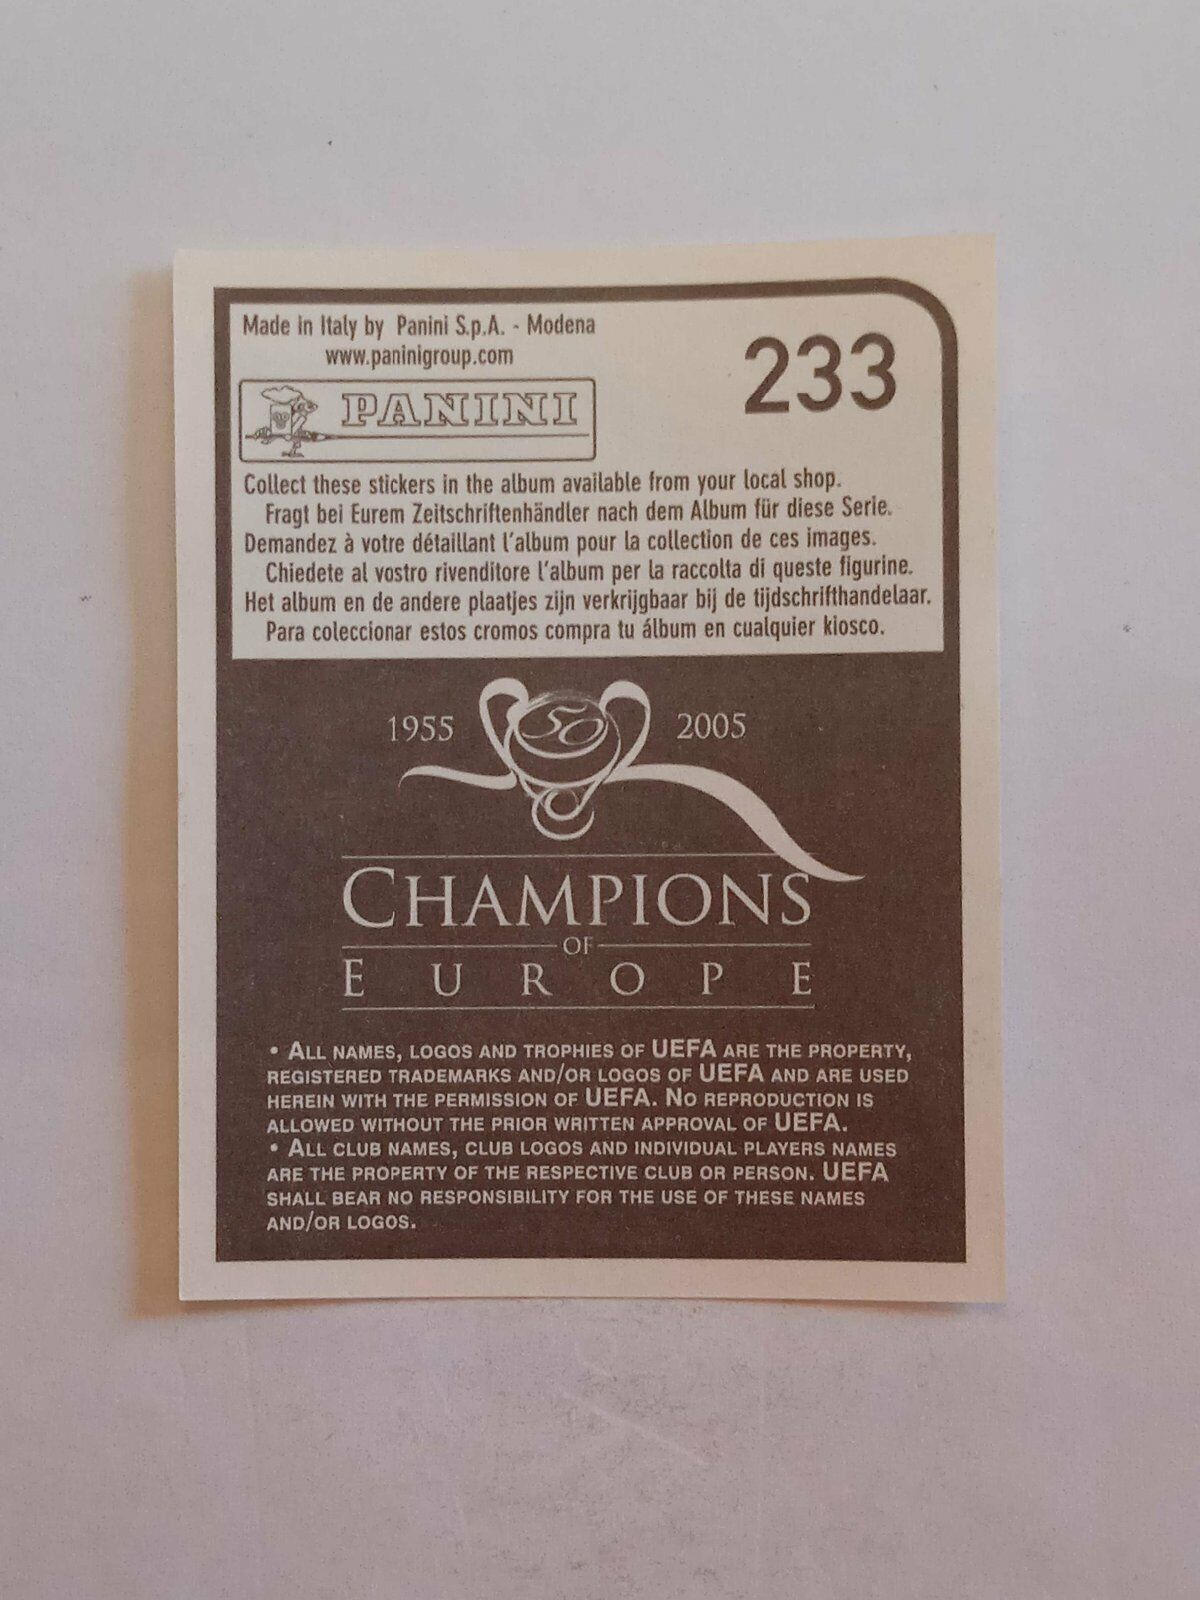 Made in Italy by Panini S.p.A. - Modena
www.paninigroup.com
233
PANINI
Collect these stickers in the album available from your local shop.
Fragt bei Eurem Zeitschriftenhändler nach dem Album für diese Serie.
Demandez à votre détaillant l'album pour la collection de ces images.
Chiedete al vostro rivenditore l'album per la raccolta di queste figurine.
Het album en de andere plaatjes zijn verkrijgbaar bij de tijdschrifthandelaar.
Para coleccionar estos cromos compra tu álbum en cualquier kiosco.
1955 50 2005
CHAMPIONS
OF
EUROPE
• ALL NAMES, LOGOS AND TROPHIES OF UEFA ARE THE PROPERTY,
REGISTERED TRADEMARKS AND/OR LOGOS OF UEFA AND ARE USED
HEREIN WITH THE PERMISSION OF UEFA. NO REPRODUCTION IS
ALLOWED WITHOUT THE PRIOR WRITTEN APPROVAL OF UEFA.
• ALL CLUB NAMES, CLUB LOGOS AND INDIVIDUAL PLAYERS NAMES
ARE THE PROPERTY OF THE RESPECTIVE CLUB OR PERSON. UEFA
SHALL BEAR NO RESPONSIBILITY FOR THE USE OF THESE NAMES
AND/OR LOGOS.